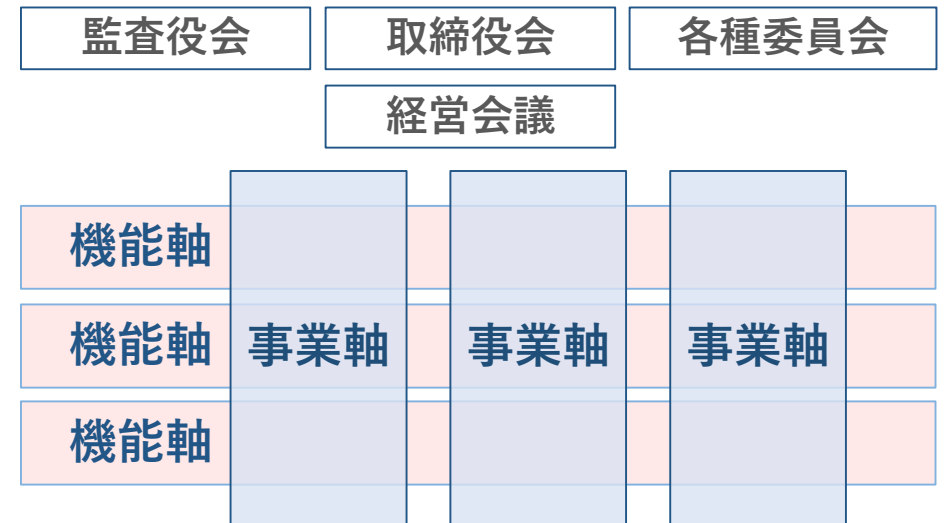 監査役会
取締役会
各種委員会
経営会議
機能軸
機能軸
事業軸
事業軸
事業軸
機能軸